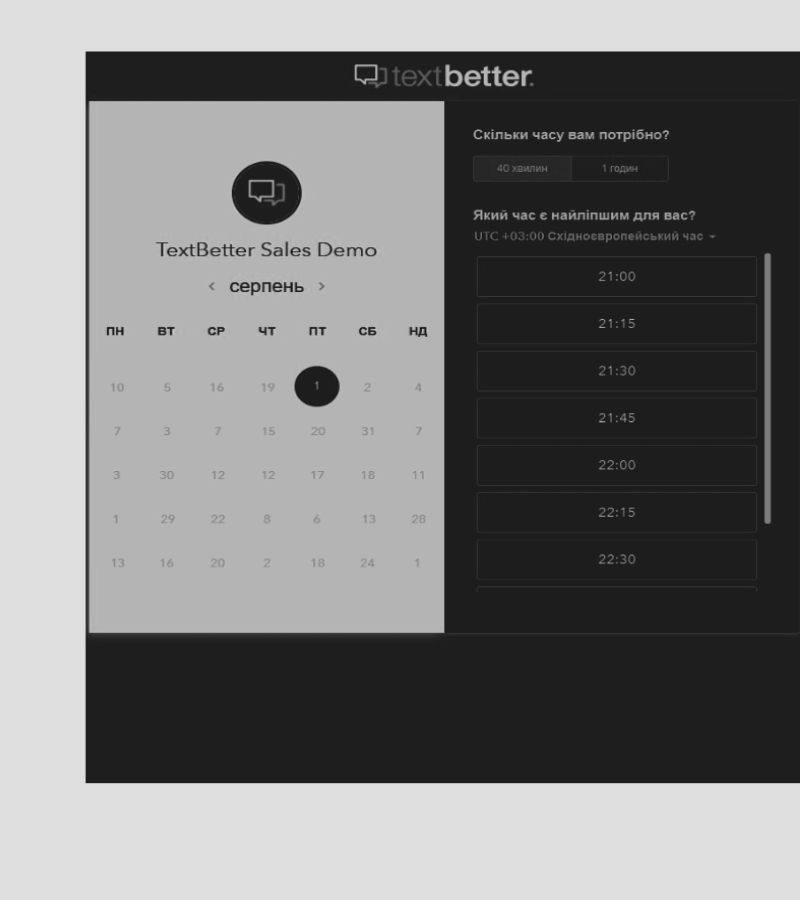 textbetter.
TextBetter Sales Demo
‹ серпень ›
ПН ВТ СР ЧТ ПТ СБ НД
10 5 16 19 1 2 4
7 3 7 15 20 31 7
3 30 12 12 17 18 11
1 29 22 8 6 13 28
13 16 20 2 18 24 1
Скільки часу вам потрібно?
40 хвилин 1 годин
Який час є найліпшим для вас?
UTC +03:00 Східноєвропейський час
21:00
21:15
21:30
21:45
22:00
22:15
22:30